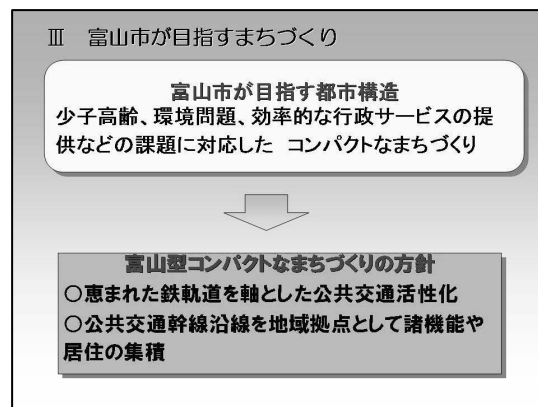 Ⅲ 富山市が目指すまちづくり
富山市が目指す都市構造
少子高齢、環境問題、効率的な行政サービスの提
供などの課題に対応した コンパクトなまちづくり
富山型コンパクトなまちづくりの方針
○恵まれた鉄軌道を軸とした公共交通活性化
○公共交通幹線沿線を地域拠点として諸機能や
居住の集積